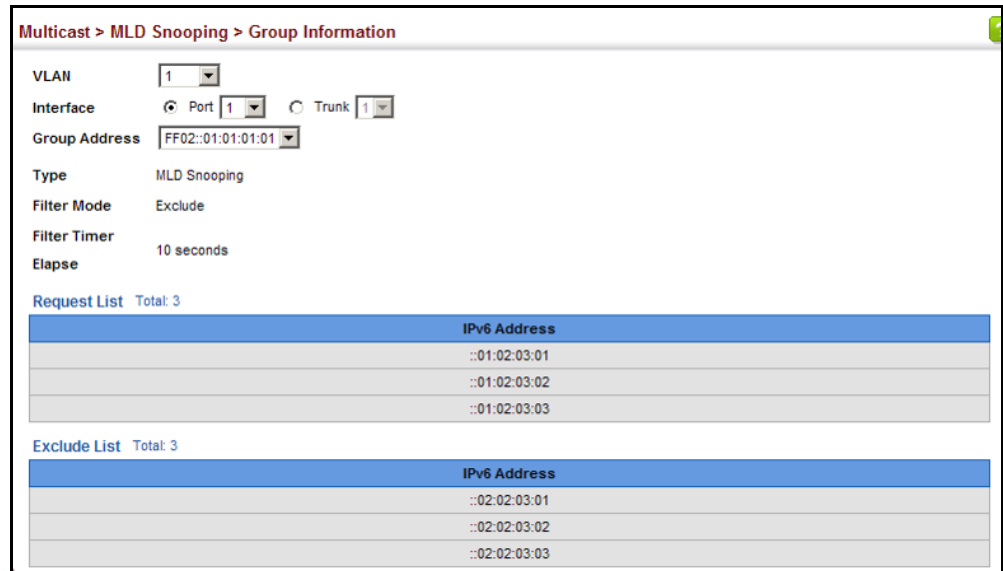 Multicast > MLD Snooping > Group Information
VLAN 1
Interface Port 1 Trunk 1
Group Address FF02::01:01:01:01
Type MLD Snooping
Filter Mode Exclude
Filter Timer
Elapse 10 seconds
Request List Total: 3
IPv6 Address
::01:02:03:01
::01:02:03:02
::01:02:03:03
Exclude List Total: 3
IPv6 Address
::02:02:03:01
::02:02:03:02
::02:02:03:03